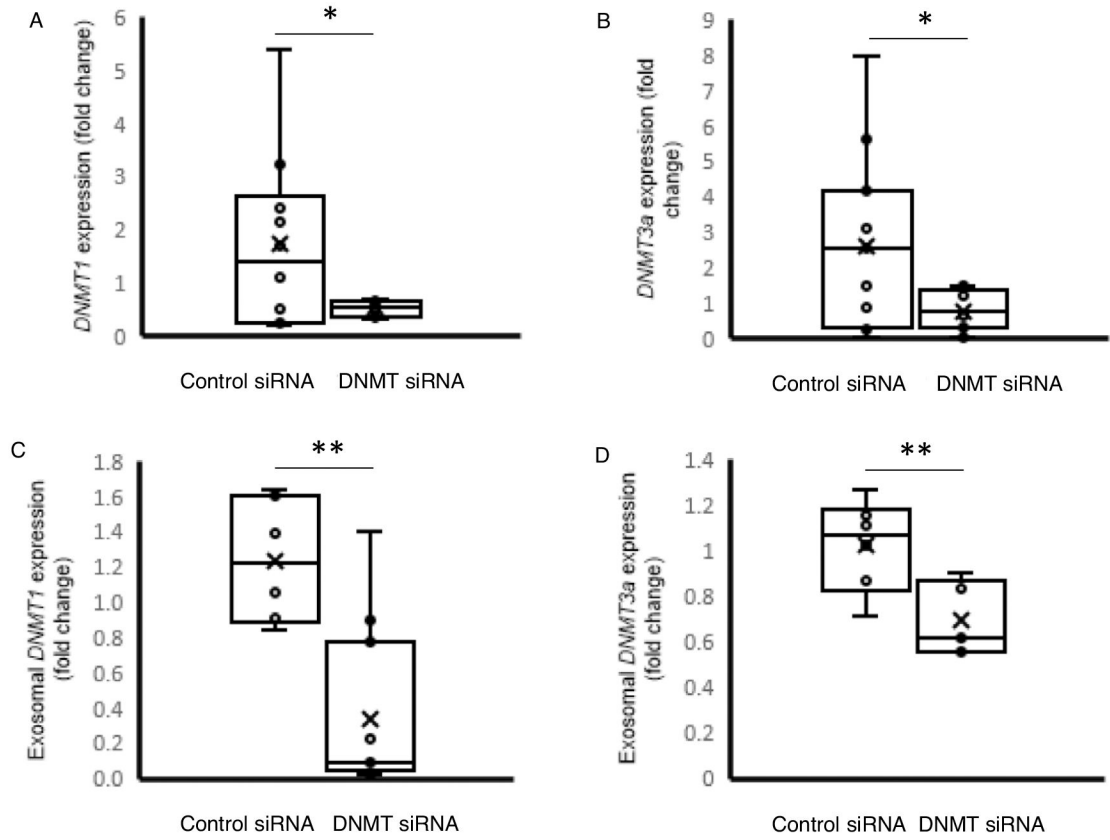 A
DNMT1 expression (fold change)
6
5
4
3
2
1
0
*
Control siRNA DNMT siRNA
B
DNMT3a expression (fold
change)
9
8
7
6
5
4
3
2
1
0
*
Control siRNA DNMT siRNA
C
Exosomal DNMT1 expression
(fold change)
1.8
1.6
1.4
1.2
1.0
0.8
0.6
0.4
0.2
0.0
**
Control siRNA DNMT siRNA
D
Exosomal DNMT3a expression
(fold change)
1.4
1.2
1
0.8
0.6
0.4
0.2
0
**
Control siRNA DNMT siRNA